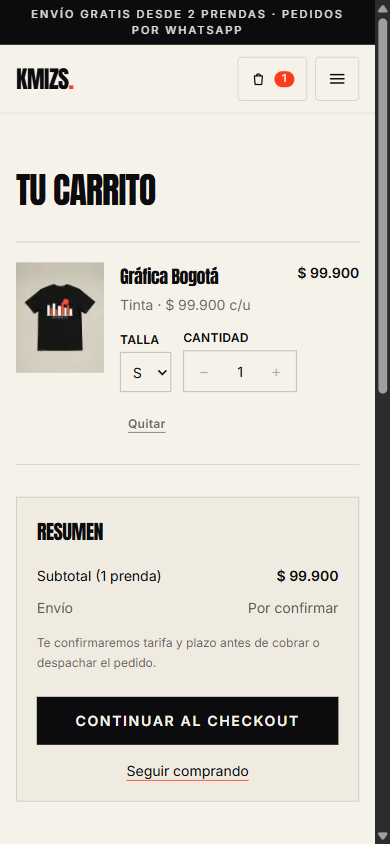 ENVÍO GRATIS DESDE 2 PRENDAS · PEDIDOS
POR WHATSAPP
KMIZS.
1
TU CARRITO
Gráfica Bogotá
$ 99.900
Tinta · $ 99.900 c/u
TALLA
CANTIDAD
S
− 1 +
Quitar
RESUMEN
Subtotal (1 prenda)
$ 99.900
Envío
Por confirmar
Te confirmaremos tarifa y plazo antes de cobrar o
despachar el pedido.
CONTINUAR AL CHECKOUT
Seguir comprando